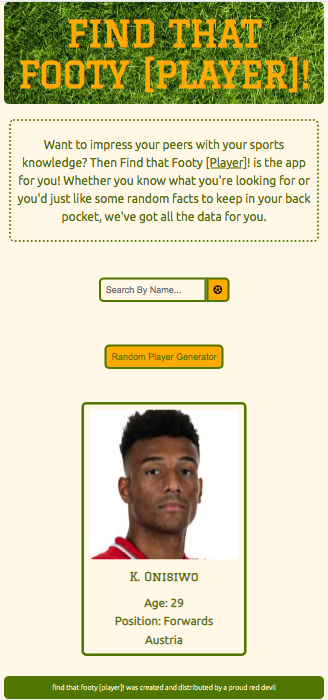 FIND THAT
FOOTY [PLAYER]!
Want to impress your peers with your sports
knowledge? Then Find that Footy [Player]! is the app
for you! Whether you know what you're looking for or
you'd just like some random facts to keep in your back
pocket, we've got all the data for you.
Search By Name...
Random Player Generator
K. Onisiwo
Age: 29
Position: Forwards
Austria
find that footy [player]! was created and distributed by a proud red devil